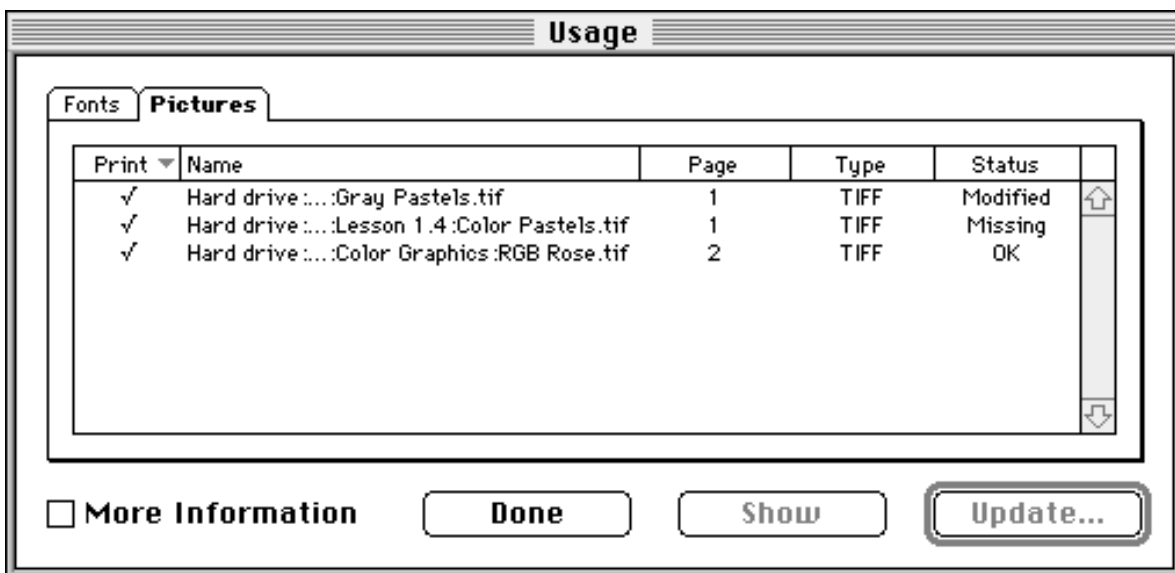 Usage
Fonts Pictures
Print Name Page Type Status
√ Hard drive:...:Gray Pastels.tif 1 TIFF Modified
√ Hard drive:...:Lesson 1.4:Color Pastels.tif 1 TIFF Missing
√ Hard drive:...:Color Graphics:RGB Rose.tif 2 TIFF OK
More Information Done Show Update...